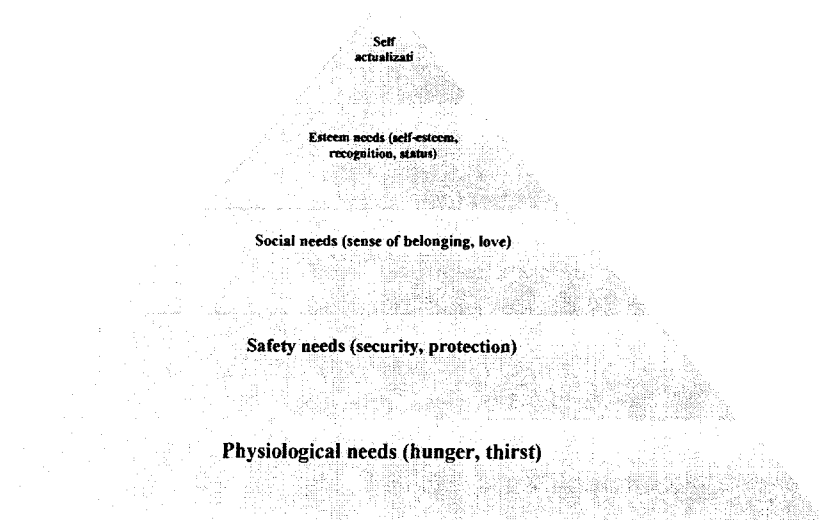 Self
actualizati
Esteem needs (self-esteem,
recognition, status)
Social needs (sense of belonging, love)
Safety needs (security, protection)
Physiological needs (hunger, thirst)